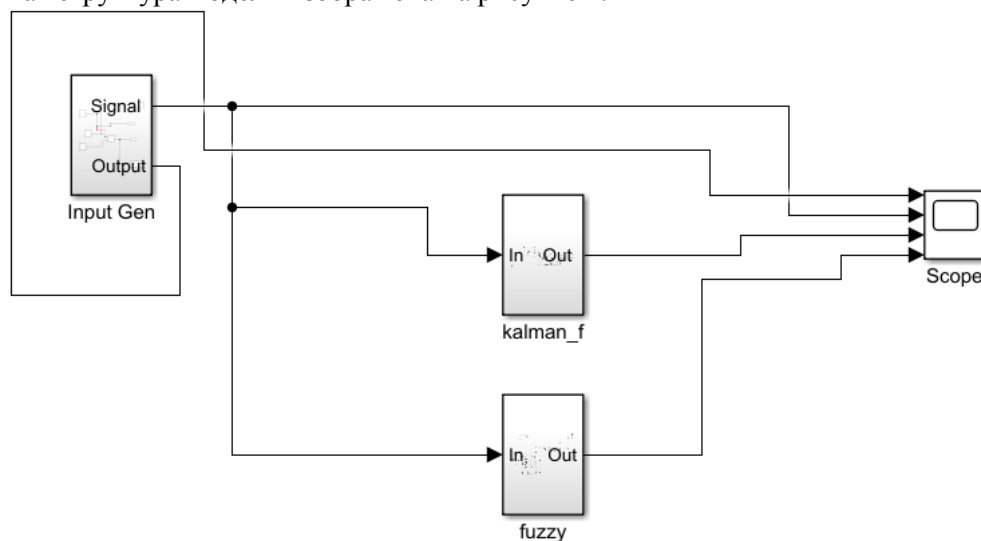 Signal
Output
Input Gen
In Out
kalman_f
Scope
In Out
fuzzy